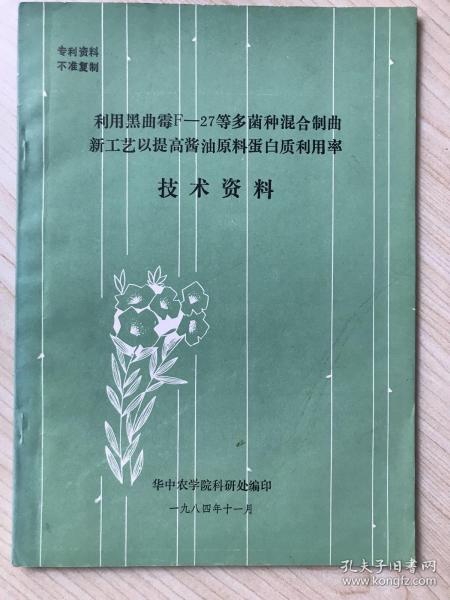 专利资料
不准复制
利用黑曲霉F—27等多菌种混合制曲
新工艺以提高酱油原料蛋白质利用率
技术资料
华中农学院科研处编印
一九八四年十一月
孔夫子旧书网
www.kongfz.com